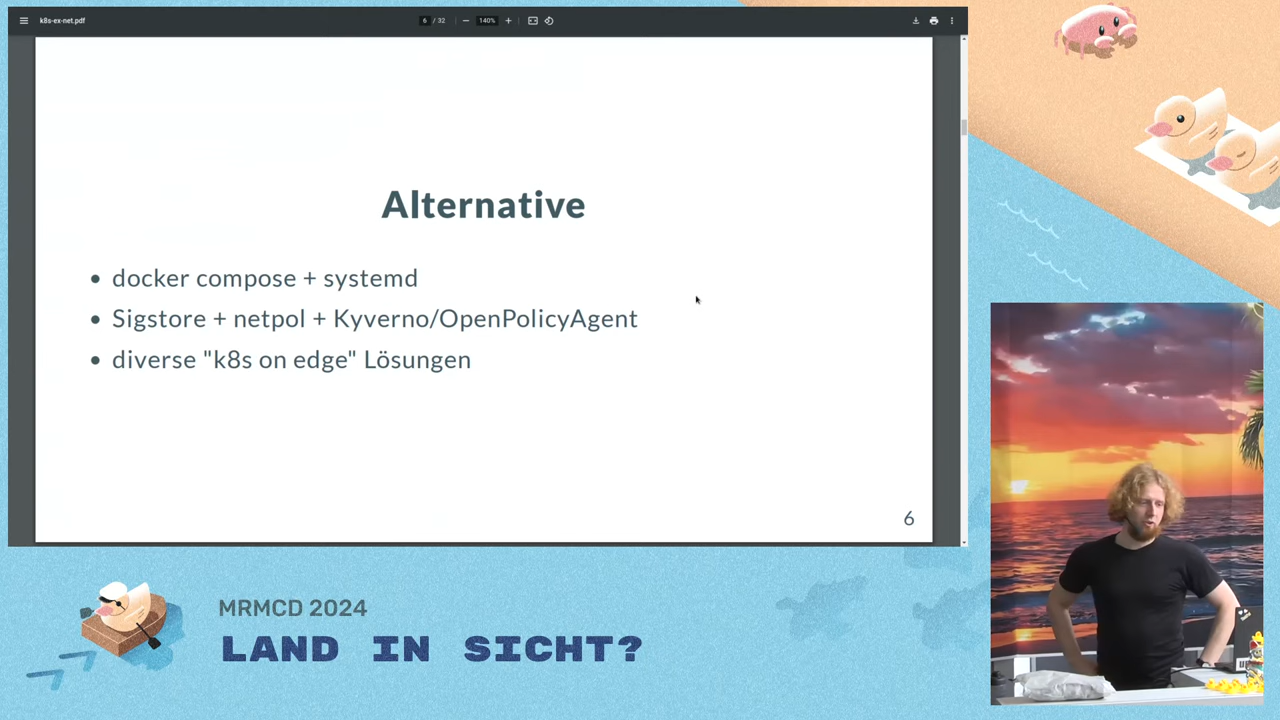 k8s-ex-net.pdf
6 / 32
140%
Alternative
docker compose + systemd
Sigstore + netpol + Kyverno/OpenPolicyAgent
diverse "k8s on edge" Lösungen
6
MRMCD 2024
LAND IN SICHT?